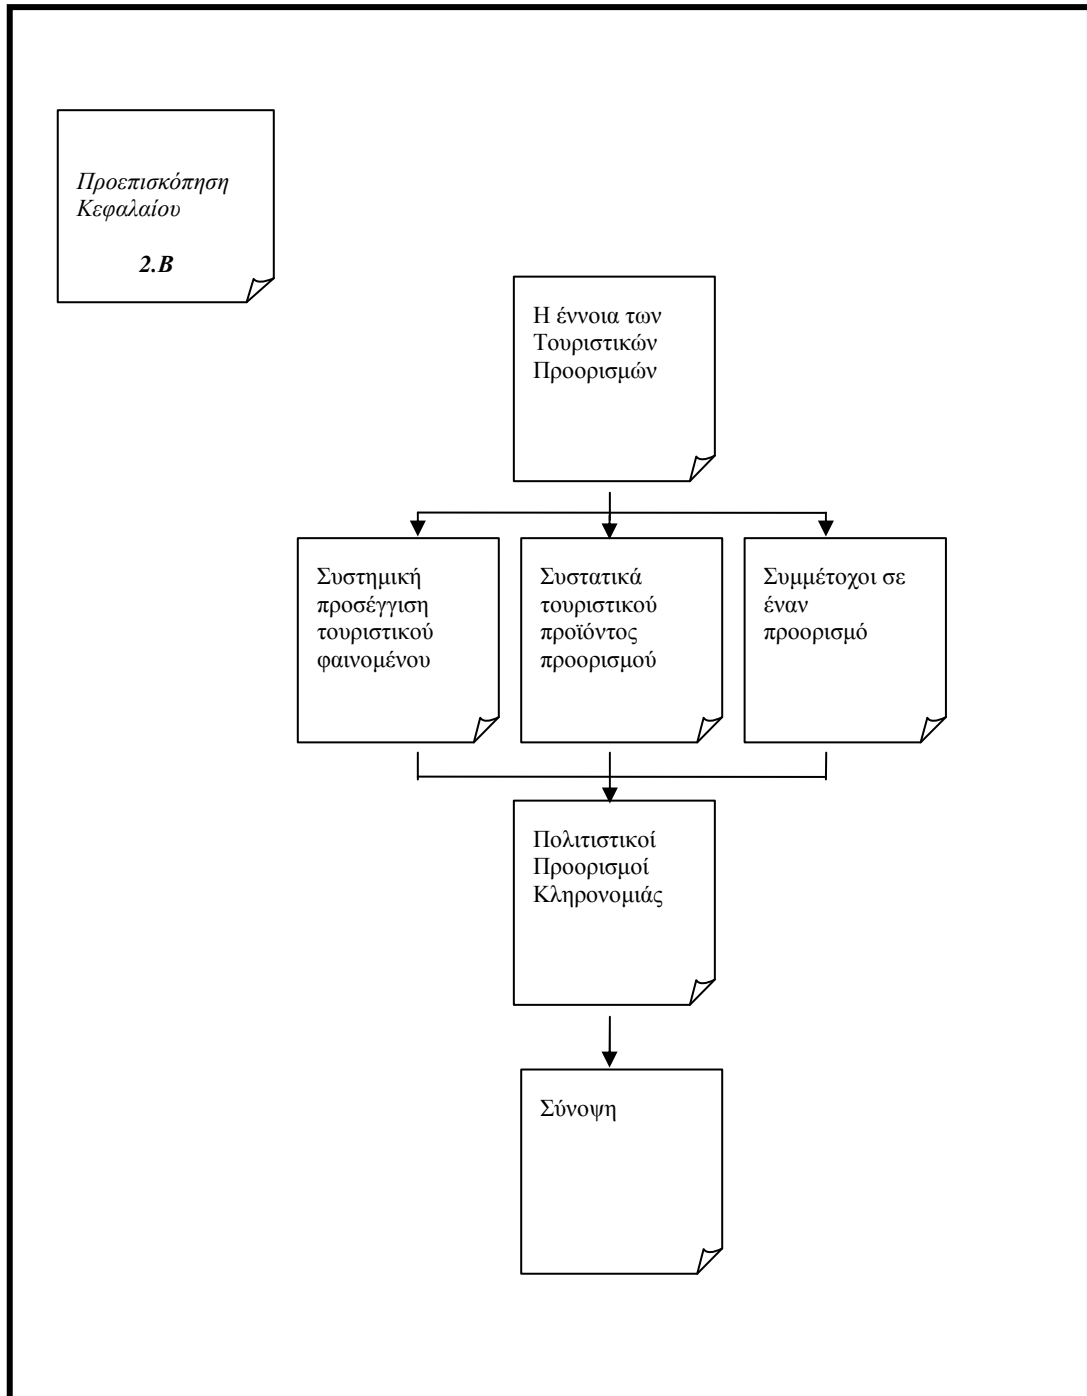 Προεπισκόπηση
Κεφαλαίου
2.Β
Η έννοια των
Τουριστικών
Προορισμών
Συστημική
προσέγγιση
τουριστικού
φαινομένου
Συστατικά
τουριστικού
προϊόντος
προορισμού
Συμμέτοχοι σε
έναν
προορισμό
Πολιτιστικοί
Προορισμοί
Κληρονομιάς
Σύνοψη